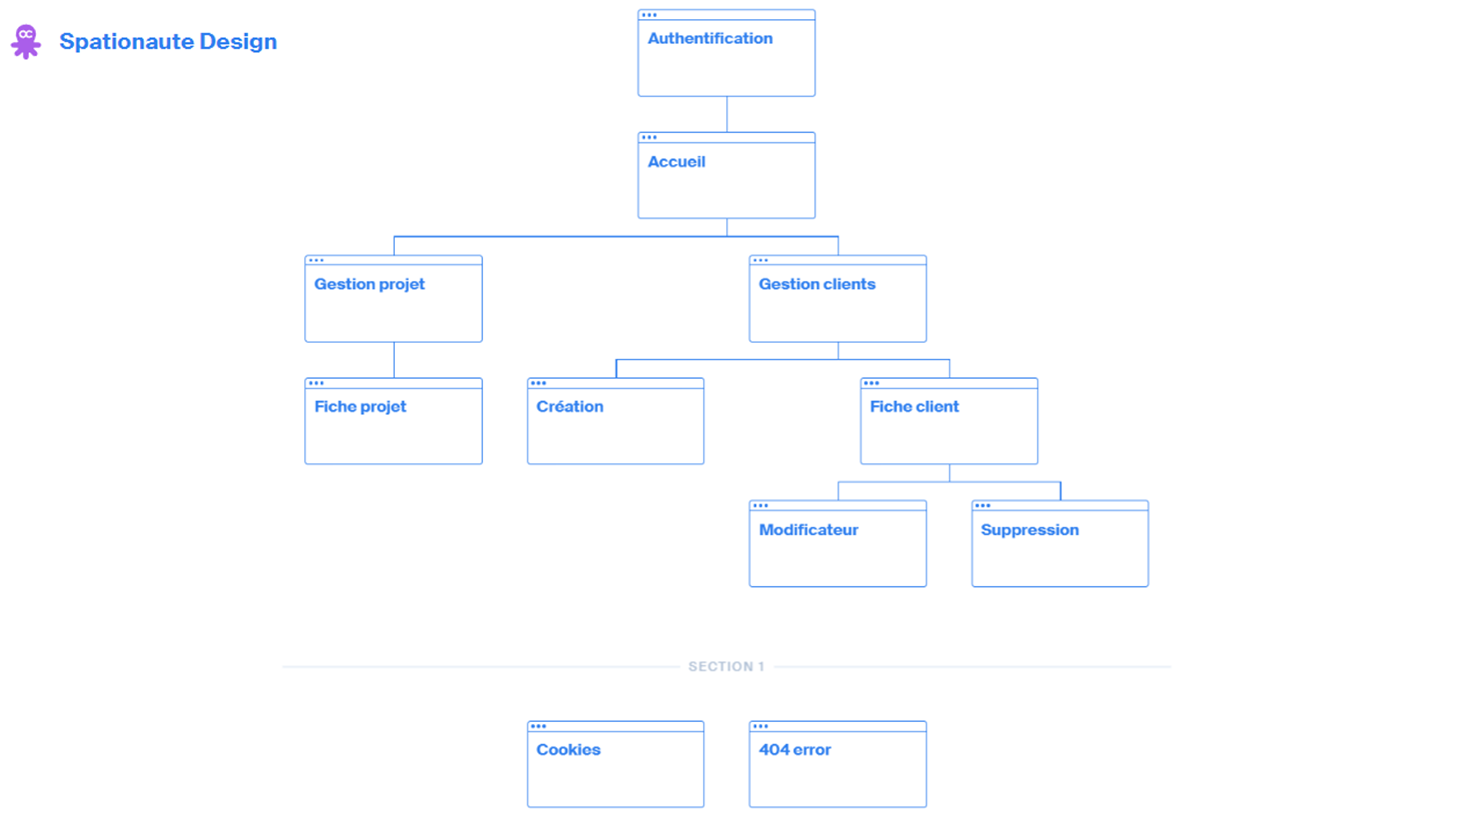 Spationaute Design
Authentification
Accueil
Gestion projet
Gestion clients
Fiche projet
Création
Fiche client
Modificateur
Suppression
SECTION 1
Cookies
404 error